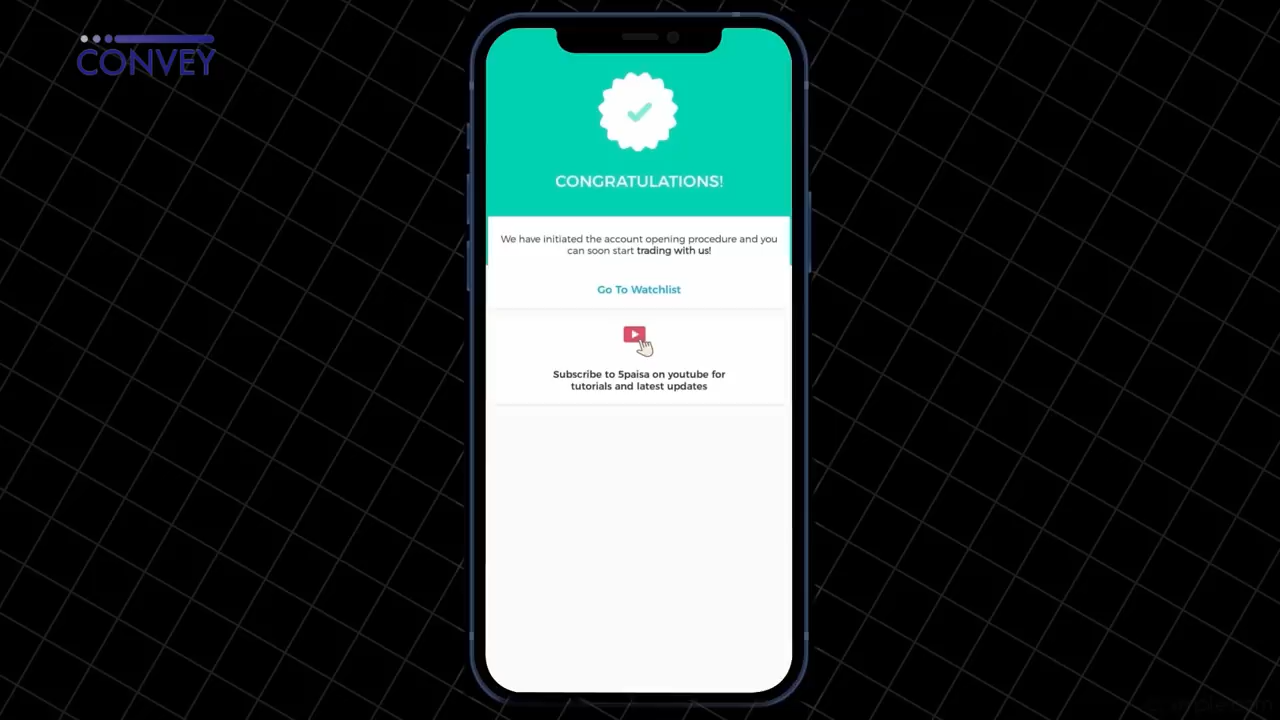 CONVEY
CONGRATULATIONS!
We have initiated the account opening procedure and you
can soon start trading with us!
Go To Watchlist
Subscribe to 5paisa on youtube for
tutorials and latest updates